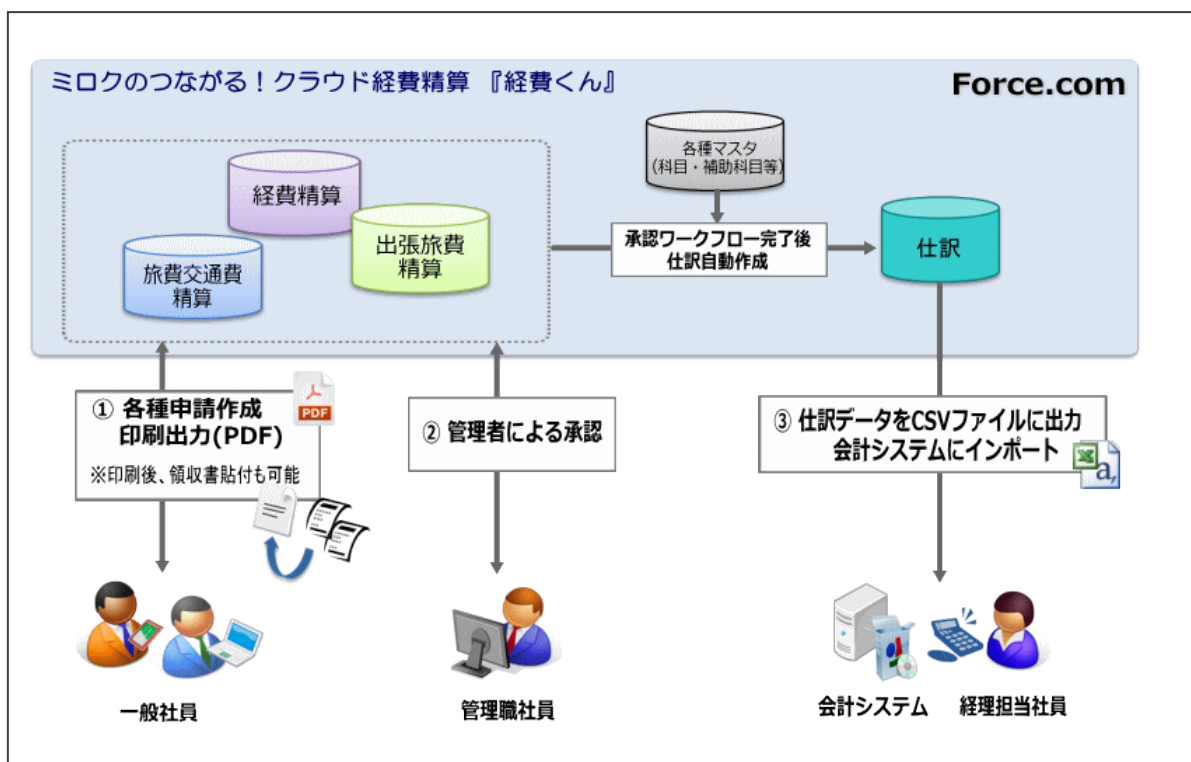 ミロクのつながる！クラウド経費精算 『経費くん』
Force.com
各種マスタ
(科目・補助科目等)
経費精算
出張旅費
精算
旅費交通費
精算
承認ワークフロー完了後
仕訳自動作成
仕訳
① 各種申請作成
印刷出力(PDF)
※印刷後、領収書貼付も可能
PDF
② 管理者による承認
③ 仕訳データをCSVファイルに出力
会計システムにインポート
a,
一般社員
管理職社員
会計システム
経理担当社員